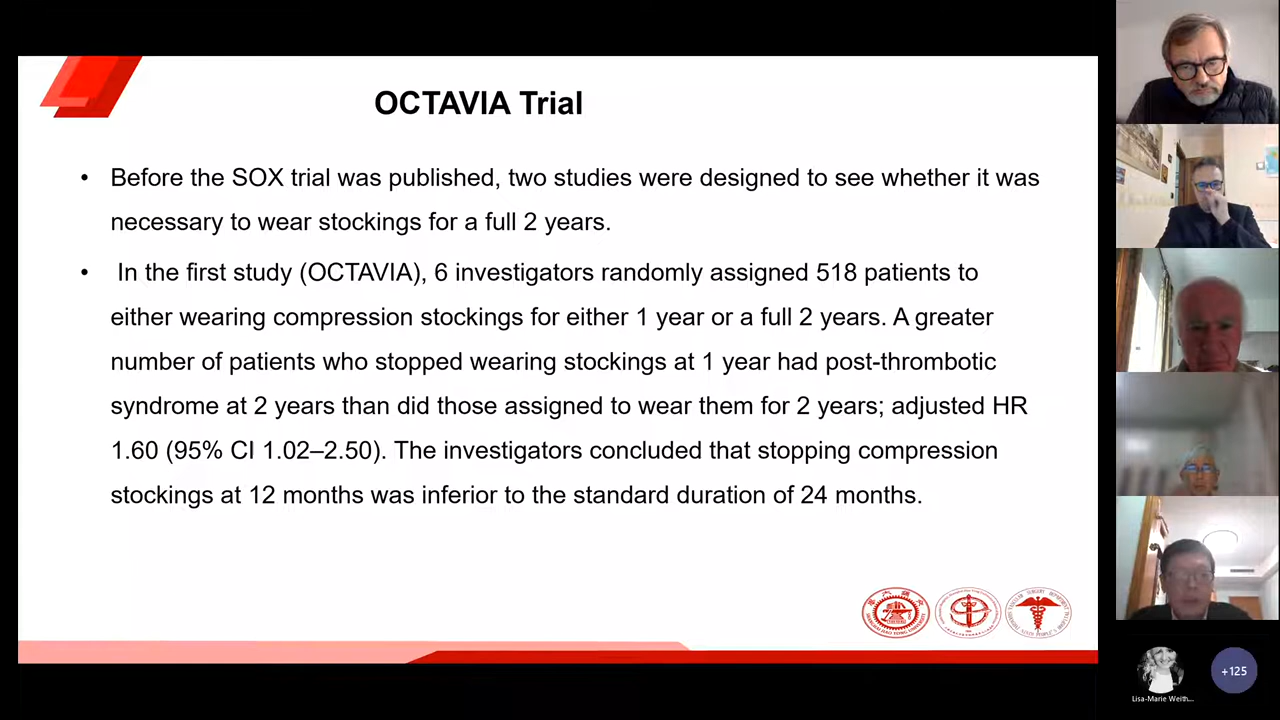 OCTAVIA Trial
• Before the SOX trial was published, two studies were designed to see whether it was
necessary to wear stockings for a full 2 years.
• In the first study (OCTAVIA), 6 investigators randomly assigned 518 patients to
either wearing compression stockings for either 1 year or a full 2 years. A greater
number of patients who stopped wearing stockings at 1 year had post-thrombotic
syndrome at 2 years than did those assigned to wear them for 2 years; adjusted HR
1.60 (95% CI 1.02–2.50). The investigators concluded that stopping compression
stockings at 12 months was inferior to the standard duration of 24 months.
+125
Lisa-Marie Weith...